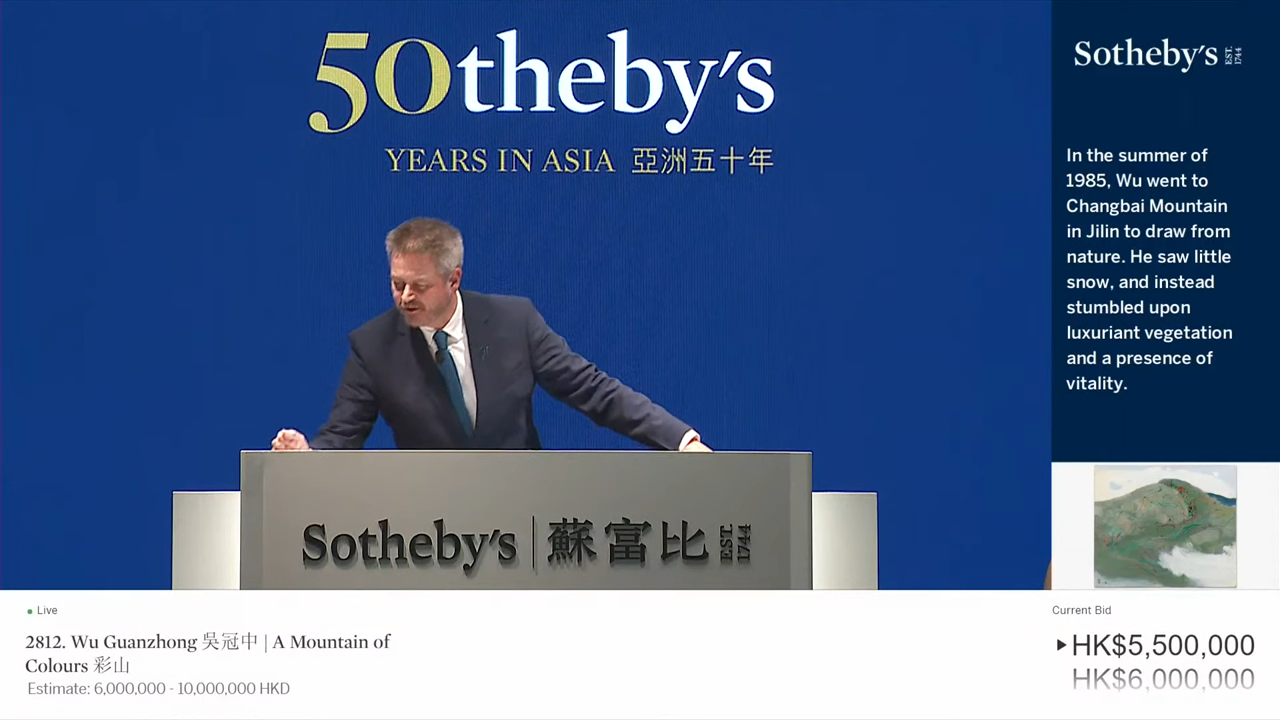 50theby's
YEARS IN ASIA 亞洲五十年
Sotheby's EST. 1744
In the summer of
1985, Wu went to
Changbai Mountain
in Jilin to draw from
nature. He saw little
snow, and instead
stumbled upon
luxuriant vegetation
and a presence of
vitality.
Sotheby's | 蘇富比 EST. 1744
Live
2812. Wu Guanzhong 吳冠中 | A Mountain of
Colours 彩山
Estimate: 6,000,000 - 10,000,000 HKD
Current Bid
HK$5,500,000
HK$6,000,000